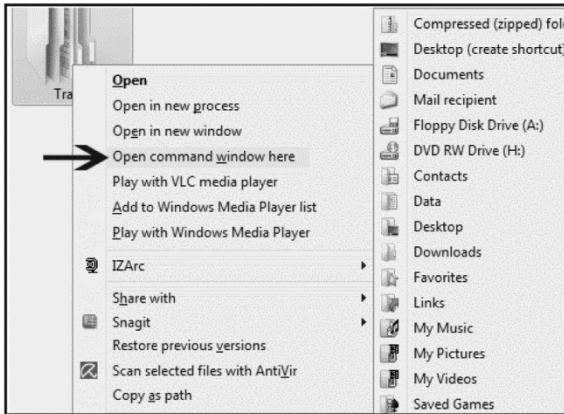 Tra
Open
Open in new process
Open in new window
Open command window here
Play with VLC media player
Add to Windows Media Player list
Play with Windows Media Player
IZArc
Share with
Snagit
Restore previous versions
Scan selected files with AntiVir
Copy as path
Compressed (zipped) fol
Desktop (create shortcut)
Documents
Mail recipient
Floppy Disk Drive (A:)
DVD RW Drive (H:)
Contacts
Data
Desktop
Downloads
Favorites
Links
My Music
My Pictures
My Videos
Saved Games